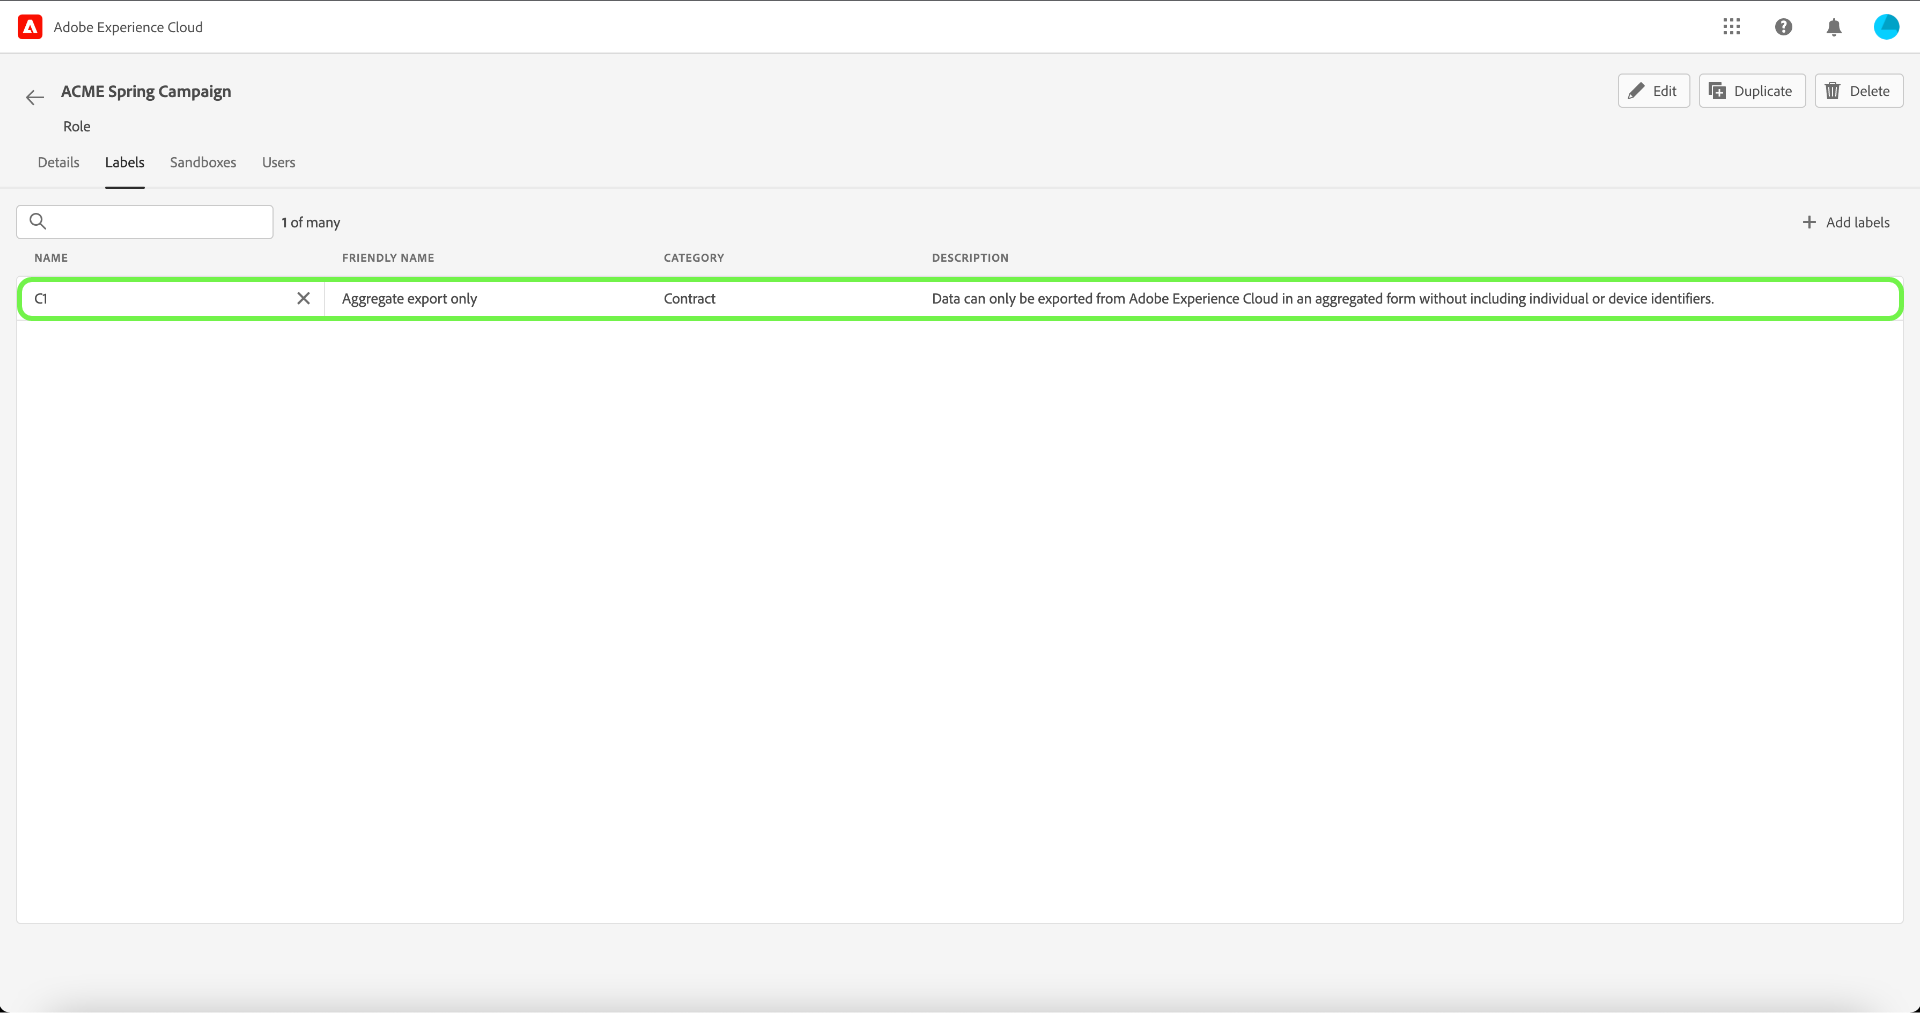 Adobe Experience Cloud
ACME Spring Campaign
Edit
Duplicate
Delete
Role
Details
Labels
Sandboxes
Users
1 of many
Add labels
NAME
FRIENDLY NAME
CATEGORY
DESCRIPTION
C1
Aggregate export only
Contract
Data can only be exported from Adobe Experience Cloud in an aggregated form without including individual or device identifiers.